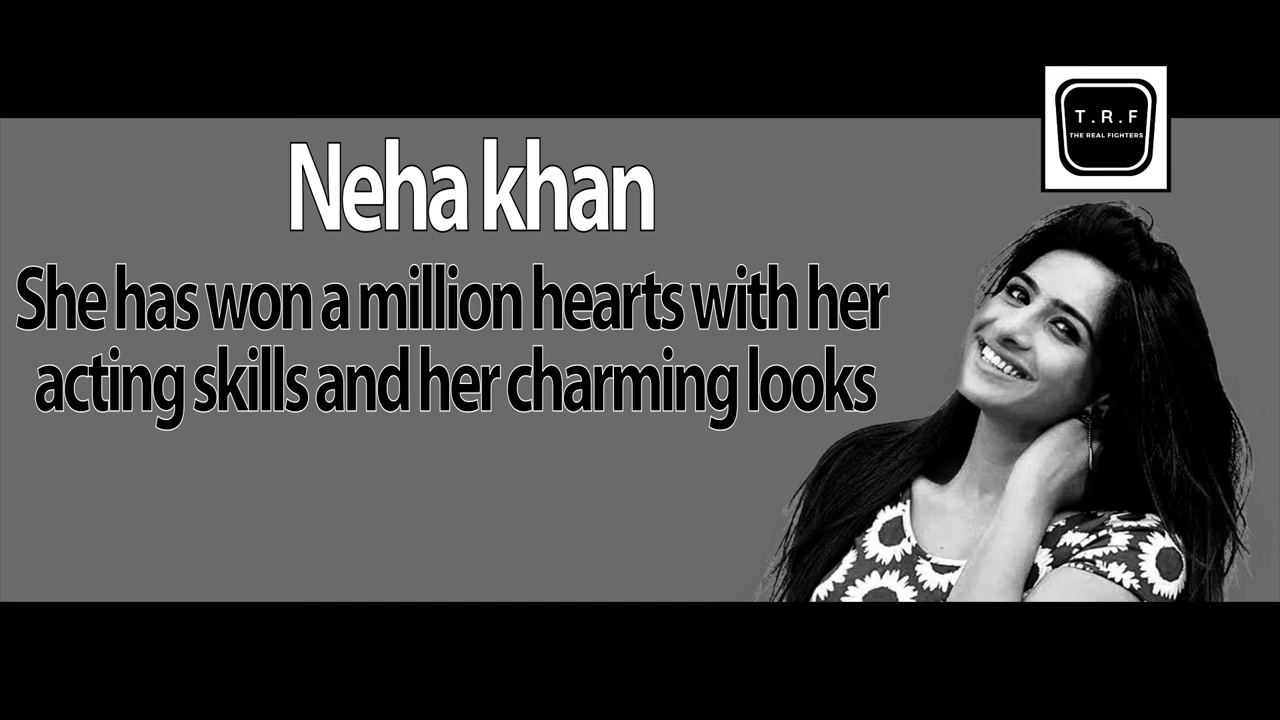 T.R.F
THE REAL FIGHTERS
Neha khan
She has won a million hearts with her
acting skills and her charming looks